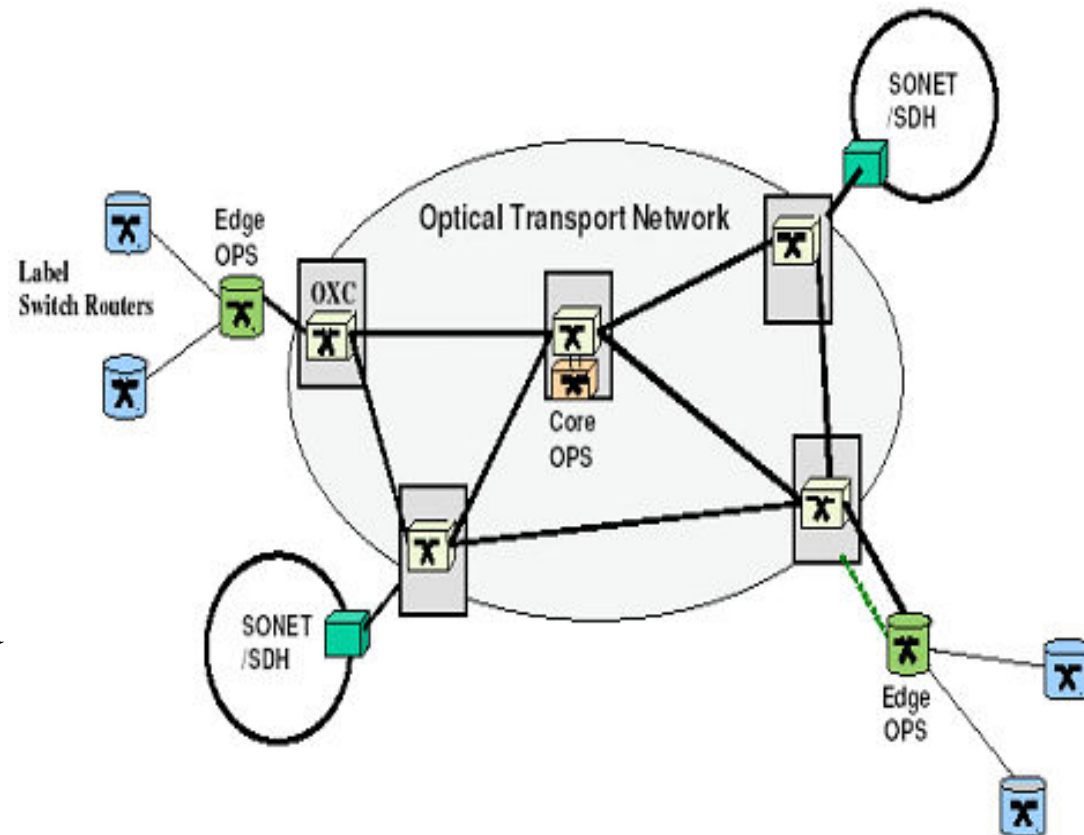 SONET
/SDH
Optical Transport Network
Edge
OPS
Label
Switch Routers
OXC
Core
OPS
SONET
/SDH
Edge
OPS